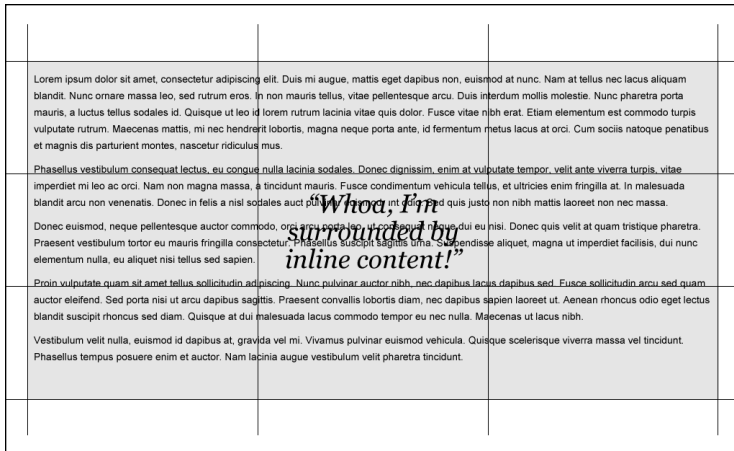 Lorem ipsum dolor sit amet, consectetur adipiscing elit. Duis mi augue, mattis eget dapibus non, euismod at nunc. Nam at tellus nec lacus aliquam
blandit. Nunc ornare massa leo, sed rutrum eros. In non mauris tellus, vitae pellentesque arcu. Duis interdum mollis molestie. Nunc pharetra porta
mauris, a luctus tellus sodales id. Quisque ut leo id lorem rutrum lacinia vitae quis dolor. Fusce vitae nibh erat. Etiam elementum est commodo turpis
vulputate rutrum. Maecenas mattis, mi nec hendrerit lobortis, magna neque porta ante, id fermentum metus lacus at orci. Cum sociis natoque penatibus
et magnis dis parturient montes, nascetur ridiculus mus.
Phasellus vestibulum consequat lectus, eu congue nulla lacinia sodales. Donec dignissim, enim at vulputate tempor, velit ante viverra turpis, vitae
imperdiet mi leo ac orci. Nam non magna massa, a tincidunt mauris. Fusce condimentum vehicula tellus, et ultricies enim fringilla at. In malesuada
blandit arcu non venenatis. Donec in felis a nisl sodales auct pulvinar euismod ut odio. Sed quis justo non nibh mattis laoreet non nec massa.
Donec euismod, neque pellentesque auctor commodo, orci arcu porta leo, ut consequat neque dui eu nisi. Donec quis velit at quam tristique pharetra.
Praesent vestibulum tortor eu mauris fringilla consectetur. Phasellus suscipit sagittis urna. Suspendisse aliquet, magna ut imperdiet facilisis, dui nunc
elementum nulla, eu aliquet nisi tellus sed sapien.
“Whoa, I’m
surrounded by
inline content!”
Proin vulputate quam sit amet tellus sollicitudin adipiscing. Nunc pulvinar auctor nibh, nec dapibus lacus dapibus sed. Fusce sollicitudin arcu sed quam
auctor eleifend. Sed porta nisi ut arcu dapibus sagittis. Praesent convallis lobortis diam, nec dapibus sapien laoreet ut. Aenean rhoncus odio eget lectus
blandit suscipit rhoncus sed diam. Quisque at dui malesuada lacus commodo tempor eu nec nulla. Maecenas ut lacus nibh.
Vestibulum velit nulla, euismod id dapibus at, gravida vel mi. Vivamus pulvinar euismod vehicula. Quisque scelerisque viverra massa vel tincidunt.
Phasellus tempus posuere enim et auctor. Nam lacinia augue vestibulum velit pharetra tincidunt.